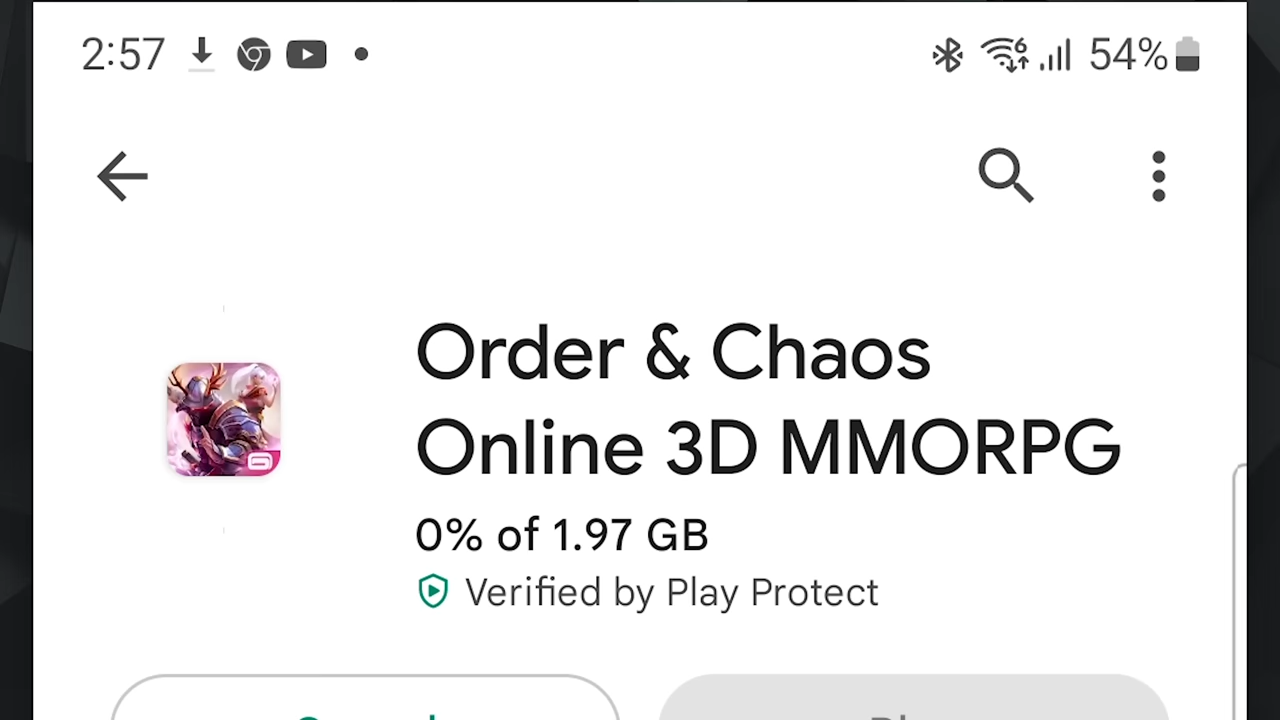 2:57 54%
Order & Chaos
Online 3D MMORPG
0% of 1.97 GB
Verified by Play Protect